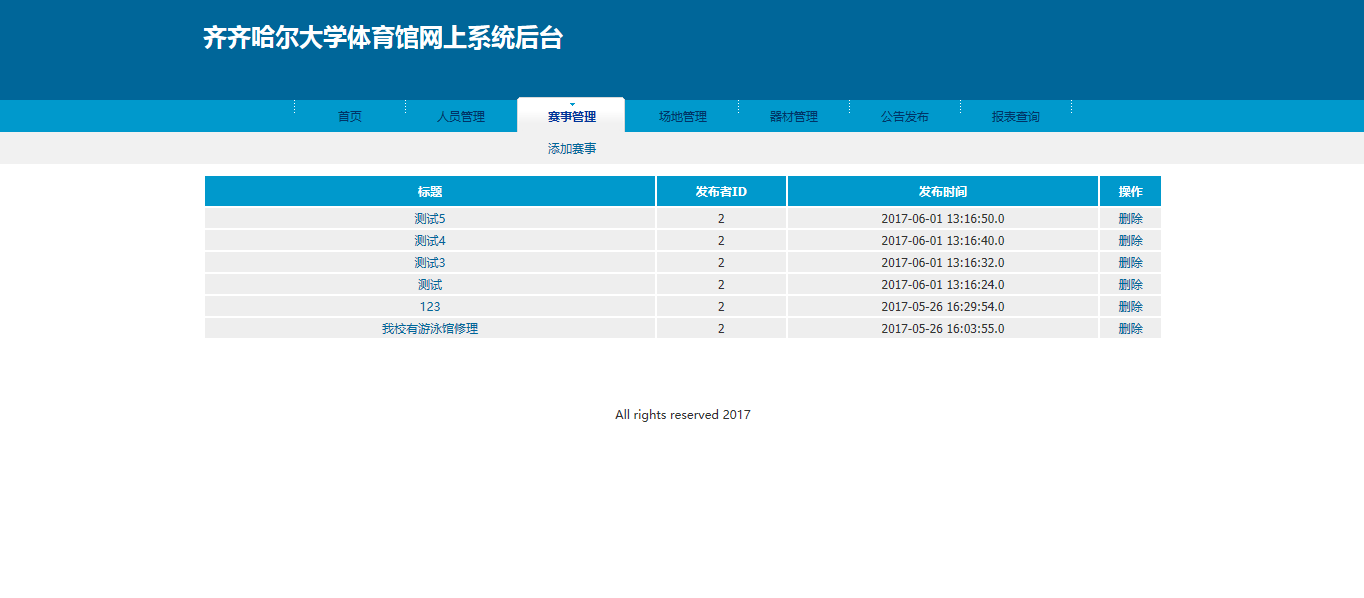 齐齐哈尔大学体育馆网上系统后台
首页 人员管理 赛事管理 场地管理 器材管理 公告发布 报表查询
添加赛事
标题 发布者ID 发布时间 操作
测试5 2 2017-06-01 13:16:50.0 删除
测试4 2 2017-06-01 13:16:40.0 删除
测试3 2 2017-06-01 13:16:32.0 删除
测试 2 2017-06-01 13:16:24.0 删除
123 2 2017-05-26 16:29:54.0 删除
我校有游泳馆修理 2 2017-05-26 16:03:55.0 删除
All rights reserved 2017